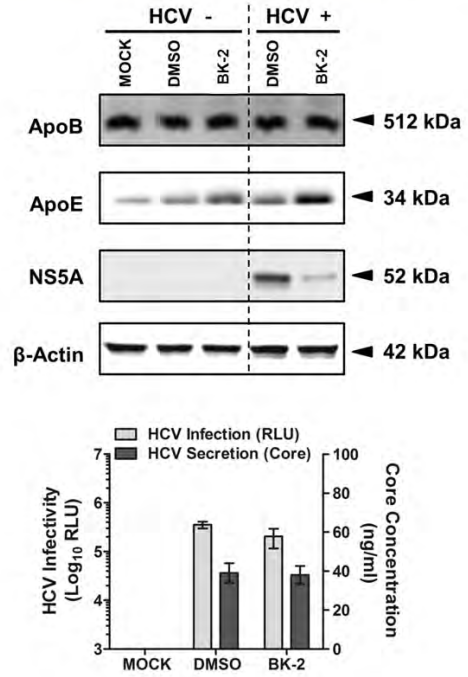 HCV - HCV +
MOCK DMSO BK-2 DMSO BK-2
ApoB 512 kDa
ApoE 34 kDa
NS5A 52 kDa
β-Actin 42 kDa
HCV Infection (RLU)
HCV Secretion (Core)
HCV Infectivity
(Log10 RLU)
7
6
5
4
3
100
80
60
40
20
0
Core Concentration
(ng/ml)
MOCK DMSO BK-2